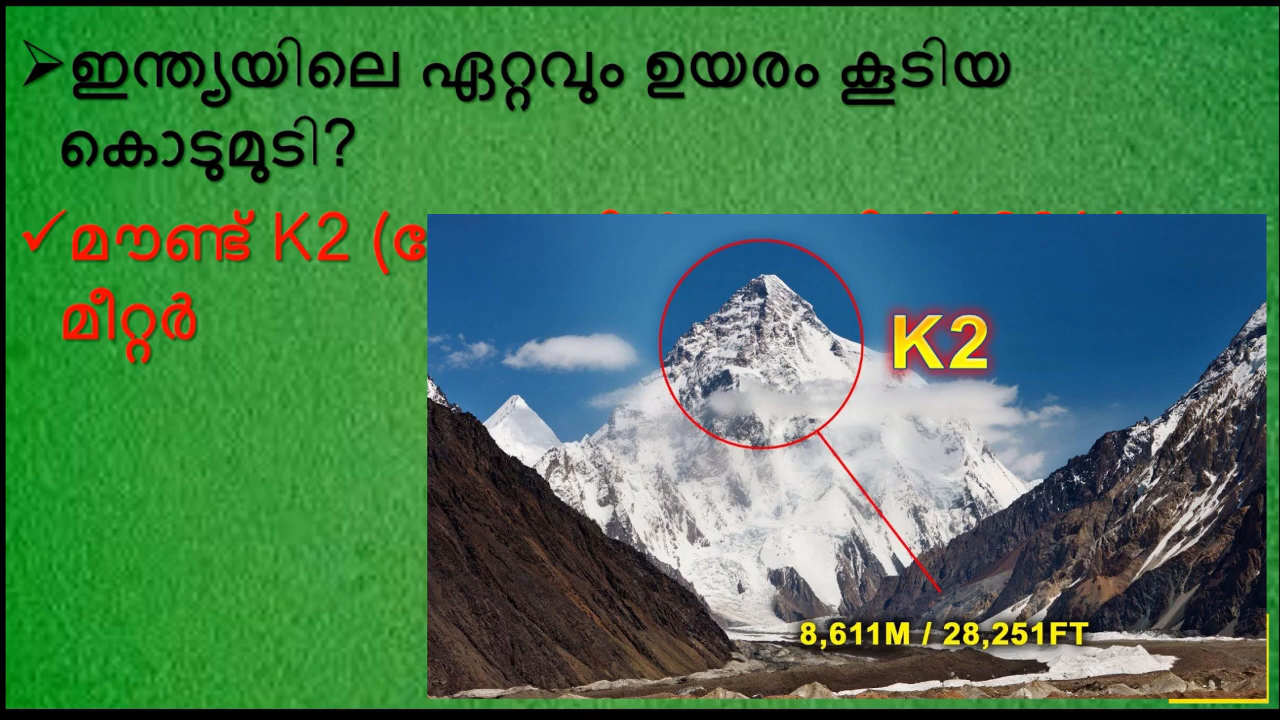 ഇന്ത്യയിലെ ഏറ്റവും ഉയരം കൂടിയ
കൊടുമുടി?
മൗണ്ട് K2 (
മീറ്റർ
K2
8,611M / 28,251FT